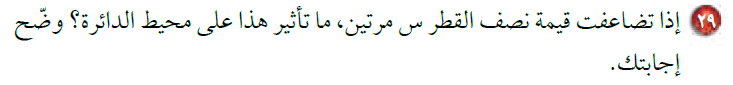 ٢٩ إذا تضاعفت قيمة نصف القطر س مرتين، ما تأثير هذا على محيط الدائرة؟ وضّح
إجابتك.